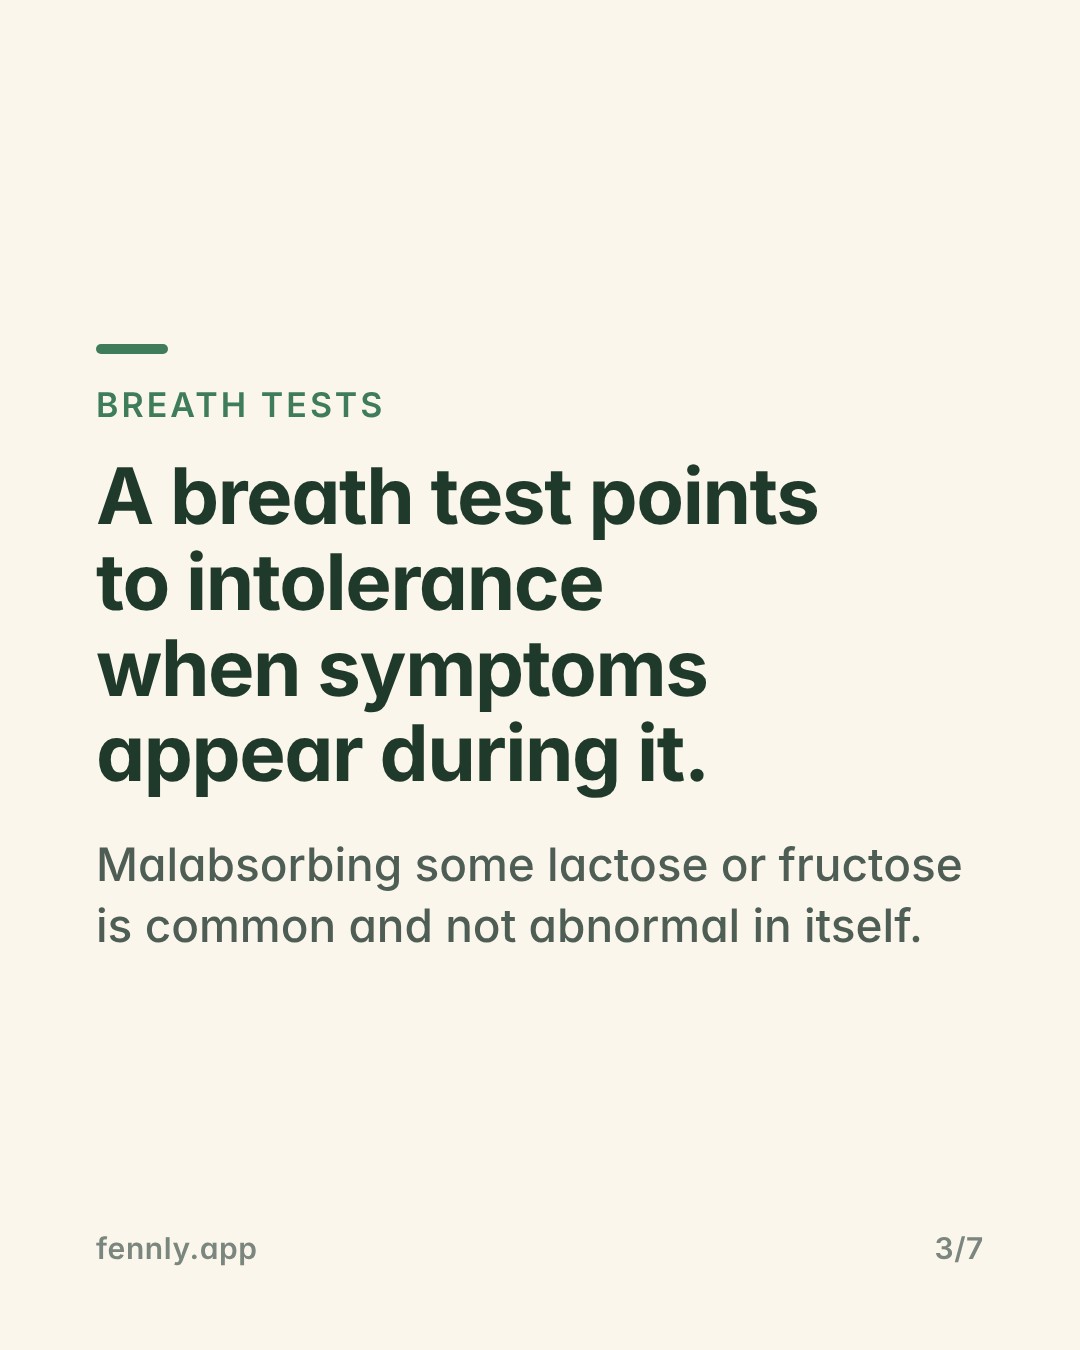 BREATH TESTS
A breath test points
to intolerance
when symptoms
appear during it.
Malabsorbing some lactose or fructose
is common and not abnormal in itself.
fennly.app
3/7